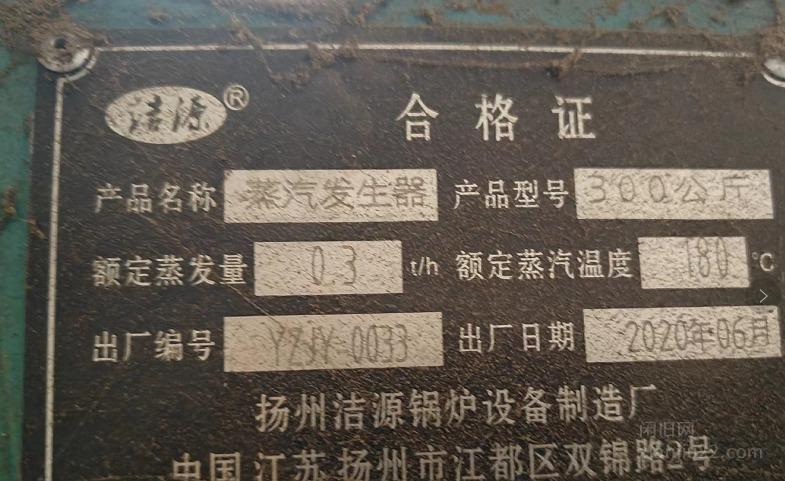 洁源® 合格证
产品名称 蒸汽发生器 产品型号 300公斤
额定蒸发量 0.3 t/h 额定蒸汽温度 180 ℃
出厂编号 YZJY-0033 出厂日期 2020年06月
扬州洁源锅炉设备制造厂
中国江苏扬州市江都区双锦路2号
闲旧网